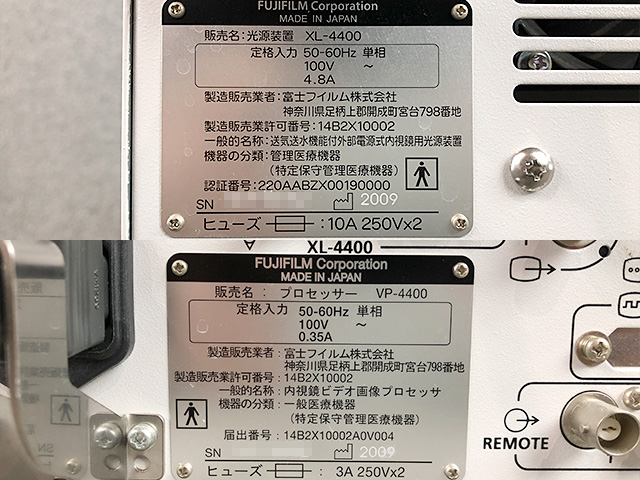 FUJIFILM Corporation
MADE IN JAPAN
販売名:光源装置 XL-4400
定格入力 50-60Hz 単相
100V ~
4.8A
製造販売業者:富士フイルム株式会社
神奈川県足柄上郡開成町宮台798番地
製造販売業許可番号:14B2X10002
一般的名称:送気送水機能付外部電源式内視鏡用光源装置
機器の分類:管理医療機器
(特定保守管理医療機器)
認証番号:220AABZX00190000
SN 2009
ヒューズ :10A 250V×2
XL-4400
FUJIFILM Corporation
MADE IN JAPAN
販売名: プロセッサー VP-4400
定格入力 50-60Hz 単相
100V ~
0.35A
製造販売業者:富士フイルム株式会社
神奈川県足柄上郡開成町宮台798番地
製造販売業許可番号:14B2X10002
一般的名称:内視鏡ビデオ画像プロセッサ
機器の分類:一般医療機器
(特定保守管理医療機器)
届出番号:14B2X10002A0V004
SN 2009
ヒューズ : 3A 250V×2
REMOTE